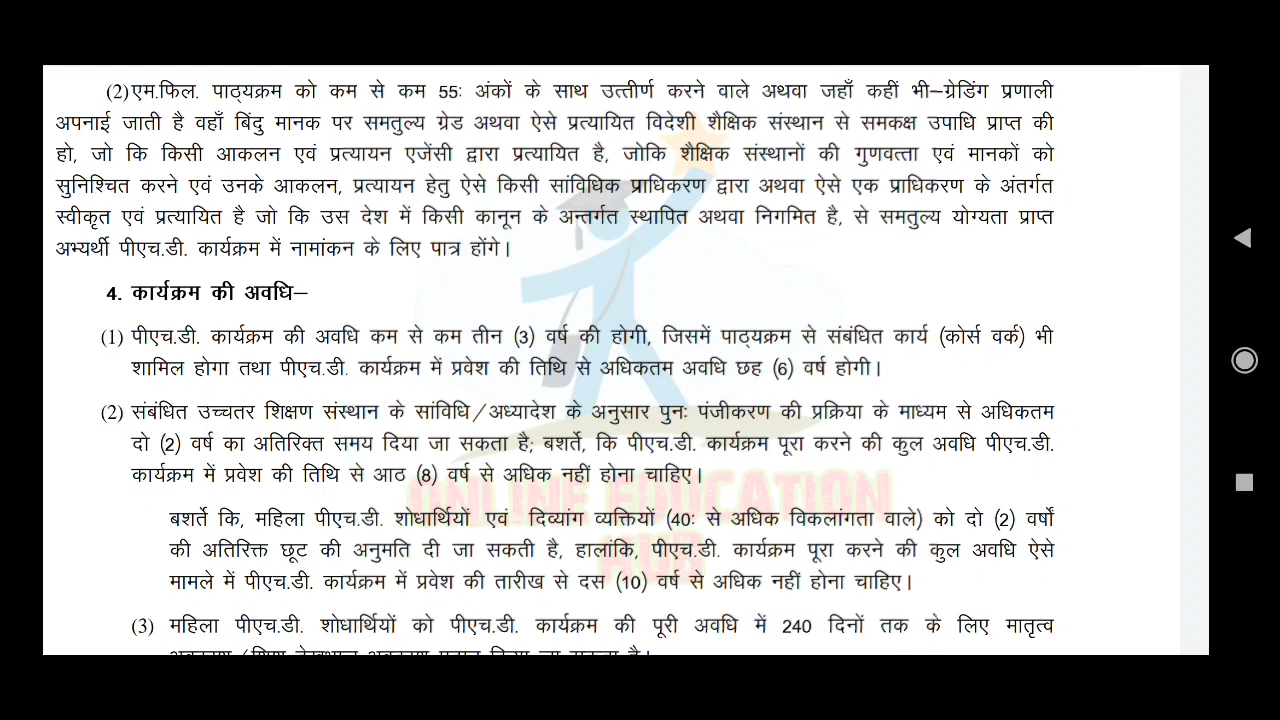 (2) एम.फिल. पाठ्यक्रम को कम से कम 55: अंकों के साथ उत्तीर्ण करने वाले अथवा जहाँ कहीं भी–ग्रेडिंग प्रणाली
अपनाई जाती है वहाँ बिंदु मानक पर समतुल्य ग्रेड अथवा ऐसे प्रत्यायित विदेशी शैक्षिक संस्थान से समकक्ष उपाधि प्राप्त की
हो, जो कि किसी आकलन एवं प्रत्यायन एजेंसी द्वारा प्रत्यायित है, जोकि शैक्षिक संस्थानों की गुणवत्ता एवं मानकों को
सुनिश्चित करने एवं उनके आकलन, प्रत्यायन हेतु ऐसे किसी सांविधिक प्राधिकरण द्वारा अथवा ऐसे एक प्राधिकरण के अंतर्गत
स्वीकृत एवं प्रत्यायित है जो कि उस देश में किसी कानून के अन्तर्गत स्थापित अथवा निगमित है, से समतुल्य योग्यता प्राप्त
अभ्यर्थी पीएच.डी. कार्यक्रम में नामांकन के लिए पात्र होंगे।
4. कार्यक्रम की अवधि–
(1) पीएच.डी. कार्यक्रम की अवधि कम से कम तीन (3) वर्ष की होगी, जिसमें पाठ्यक्रम से संबंधित कार्य (कोर्स वर्क) भी
शामिल होगा तथा पीएच.डी. कार्यक्रम में प्रवेश की तिथि से अधिकतम अवधि छह (6) वर्ष होगी।
(2) संबंधित उच्चतर शिक्षण संस्थान के सांविधि/अध्यादेश के अनुसार पुनः पंजीकरण की प्रक्रिया के माध्यम से अधिकतम
दो (2) वर्ष का अतिरिक्त समय दिया जा सकता है; बशर्ते, कि पीएच.डी. कार्यक्रम पूरा करने की कुल अवधि पीएच.डी.
कार्यक्रम में प्रवेश की तिथि से आठ (8) वर्ष से अधिक नहीं होना चाहिए।
ONLINE EDUCATION
HUB
बशर्ते कि, महिला पीएच.डी. शोधार्थियों एवं दिव्यांग व्यक्तियों (40: से अधिक विकलांगता वाले) को दो (2) वर्षों
की अतिरिक्त छूट की अनुमति दी जा सकती है, हालांकि, पीएच.डी. कार्यक्रम पूरा करने की कुल अवधि ऐसे
मामले में पीएच.डी. कार्यक्रम में प्रवेश की तारीख से दस (10) वर्ष से अधिक नहीं होना चाहिए।
(3) महिला पीएच.डी. शोधार्थियों को पीएच.डी. कार्यक्रम की पूरी अवधि में 240 दिनों तक के लिए मातृत्व